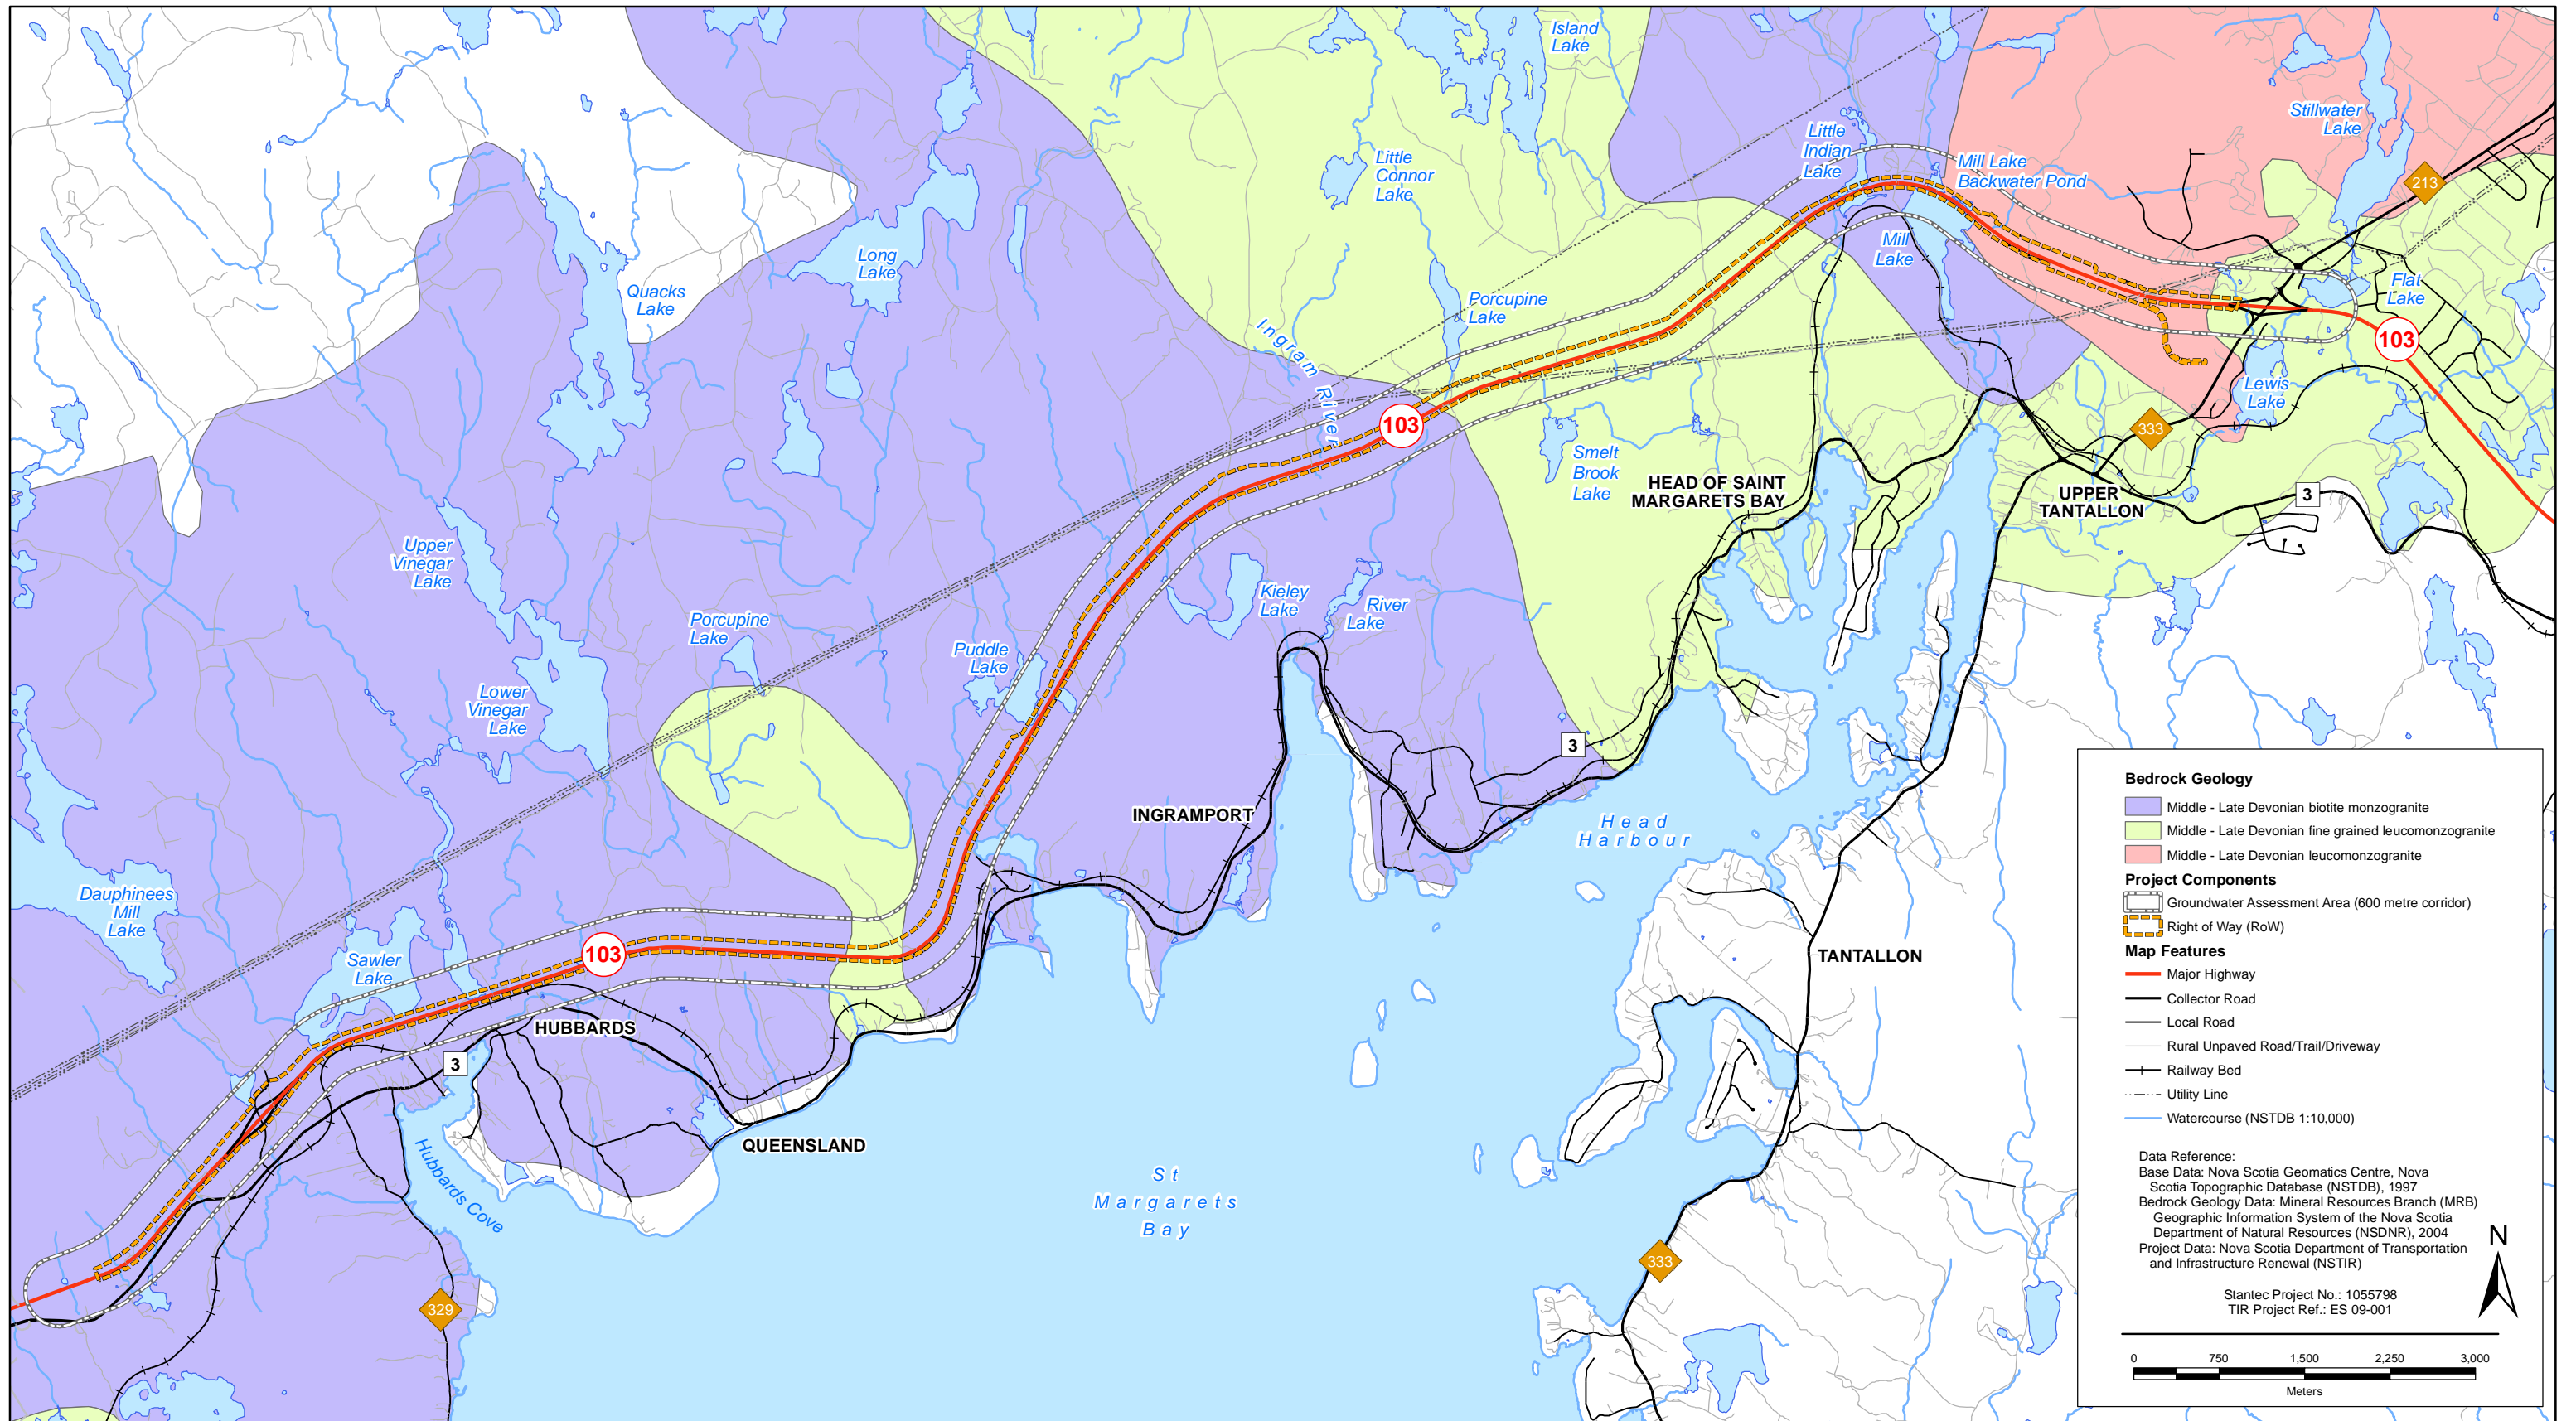 Island
Lake
Stillwater
Lake
Little
Indian
Lake
Little
Connor
Lake
Mill Lake
Backwater Pond
213
Mill
Lake
Long
Lake
Quacks
Lake
Porcupine
Lake
Flat
Lake
103
Ingram River
Lewis
Lake
103
333
Smelt
Brook
Lake
HEAD OF SAINT
MARGARETS BAY
UPPER
TANTALLON
3
Upper
Vinegar
Lake
Kieley
Lake
River
Lake
Porcupine
Lake
Puddle
Lake
Lower
Vinegar
Lake
3
INGRAMPORT
Head
Harbour
Dauphinees
Mill
Lake
Sawler
Lake
103
TANTALLON
HUBBARDS
3
QUEENSLAND
Hubbards Cove
St
Margarets
Bay
333
329
Bedrock Geology
Middle - Late Devonian biotite monzogranite
Middle - Late Devonian fine grained leucomonzogranite
Middle - Late Devonian leucomonzogranite
Project Components
Groundwater Assessment Area (600 metre corridor)
Right of Way (RoW)
Map Features
Major Highway
Collector Road
Local Road
Rural Unpaved Road/Trail/Driveway
Railway Bed
Utility Line
Watercourse (NSTDB 1:10,000)
Data Reference:
Base Data: Nova Scotia Geomatics Centre, Nova
Scotia Topographic Database (NSTDB), 1997
Bedrock Geology Data: Mineral Resources Branch (MRB)
Geographic Information System of the Nova Scotia
Department of Natural Resources (NSDNR), 2004
Project Data: Nova Scotia Department of Transportation
and Infrastructure Renewal (NSTIR)
N
Stantec Project No.: 1055798
TIR Project Ref.: ES 09-001
0 750 1,500 2,250 3,000
Meters